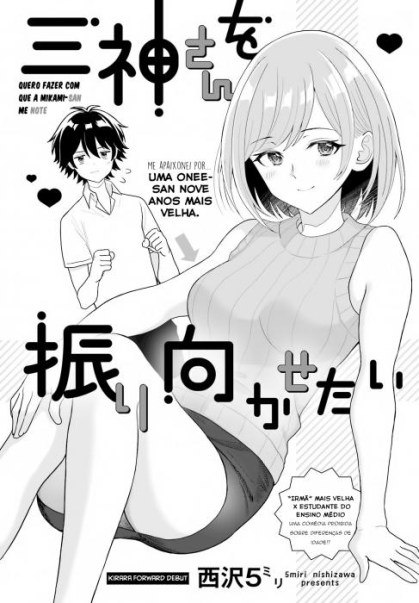 三神さんを
QUERO FAZER COM
QUE A MIKAMI-SAN
ME NOTE
ME APAIXONEI POR...
UMA ONEE-
SAN NOVE
ANOS MAIS
VELHA.
振り向かせたい
"IRMÃ" MAIS VELHA
X ESTUDANTE DO
ENSINO MÉDIO
UMA COMÉDIA PROIBIDA
SOBRE DIFERENÇAS DE
IDADE!!
KIRARA FORWARD DEBUT
西沢5ミリ
5miri nishizawa
presents